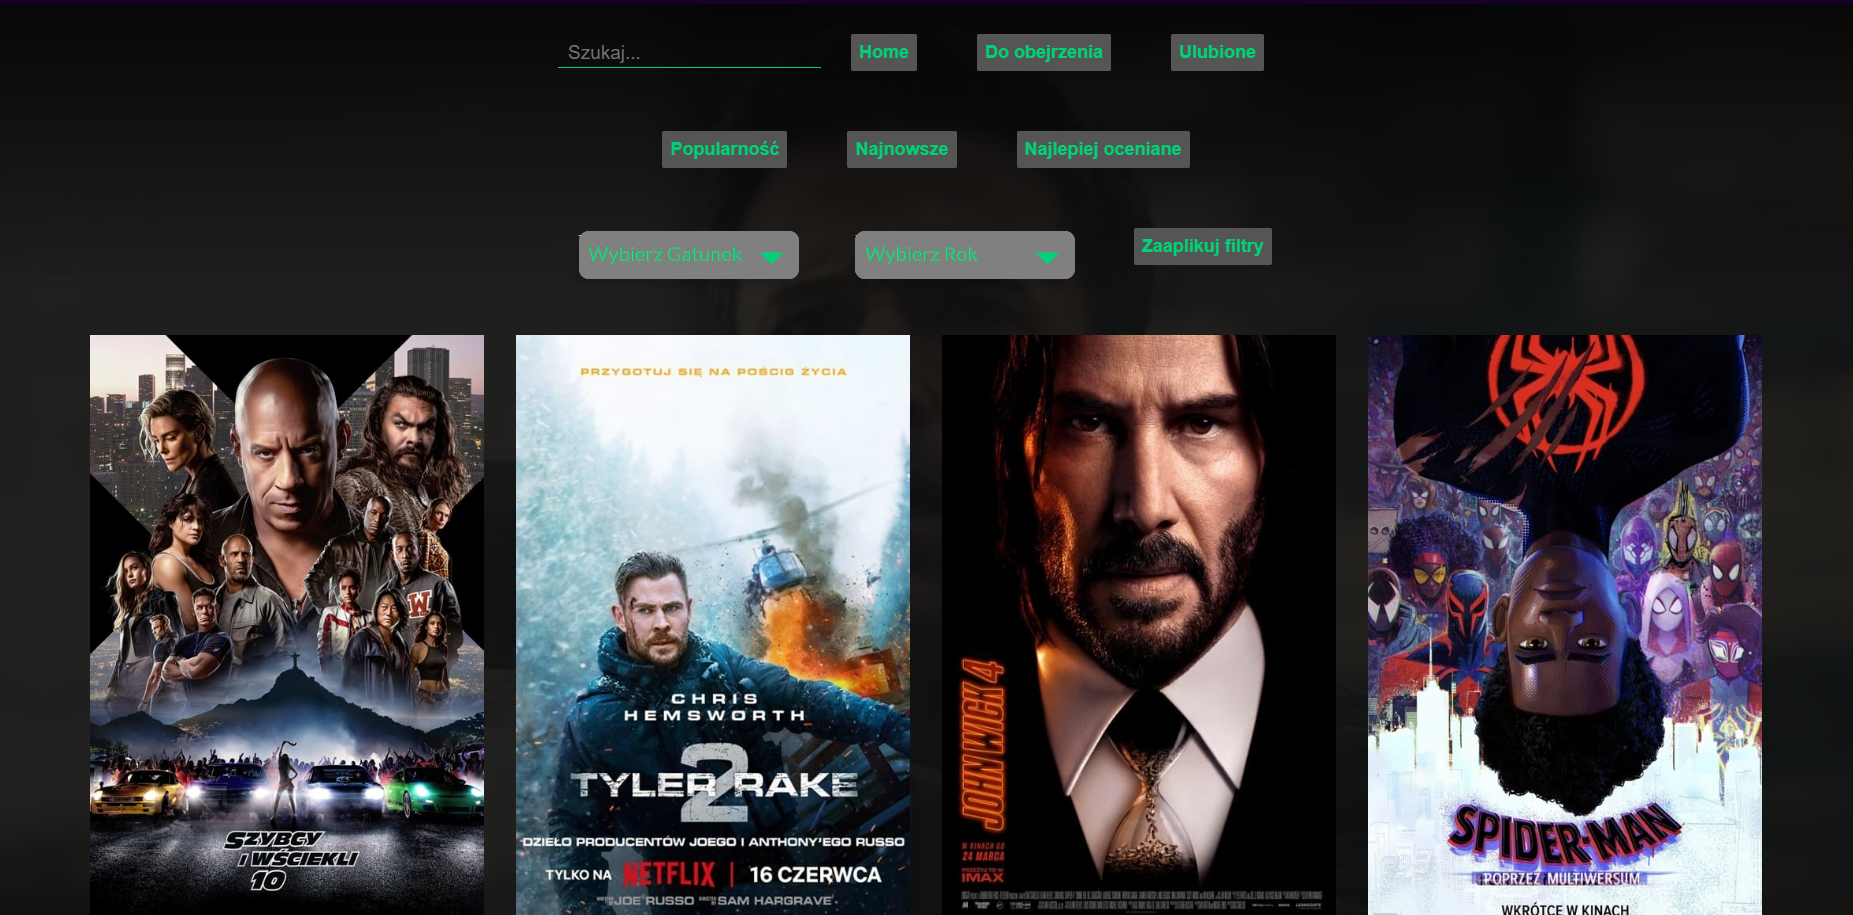 Szukaj...
Home
Do obejrzenia
Ulubione
Popularność
Najnowsze
Najlepiej oceniane
Wybierz Gatunek
Wybierz Rok
Zaaplikuj filtry
W
SZYBCY
I WŚCIEKLI
10
PRZYGOTUJ SIĘ NA POŚCIG ŻYCIA
CHRIS
HEMSWORTH
TYLER RAKE
2
DZIEŁO PRODUCENTÓW JOEGO I ANTHONY'EGO RUSSO
TYLKO NA NETFLIX | 16 CZERWCA
JOE RUSSO SAM HARGRAVE
JOHN WICK 4
W KINACH OD
24 MARCA
PRZEŻYJ TO W
IMAX
SPIDER-MAN
POPRZEZ MULTIWERSUM
WKRÓTCE W KINACH